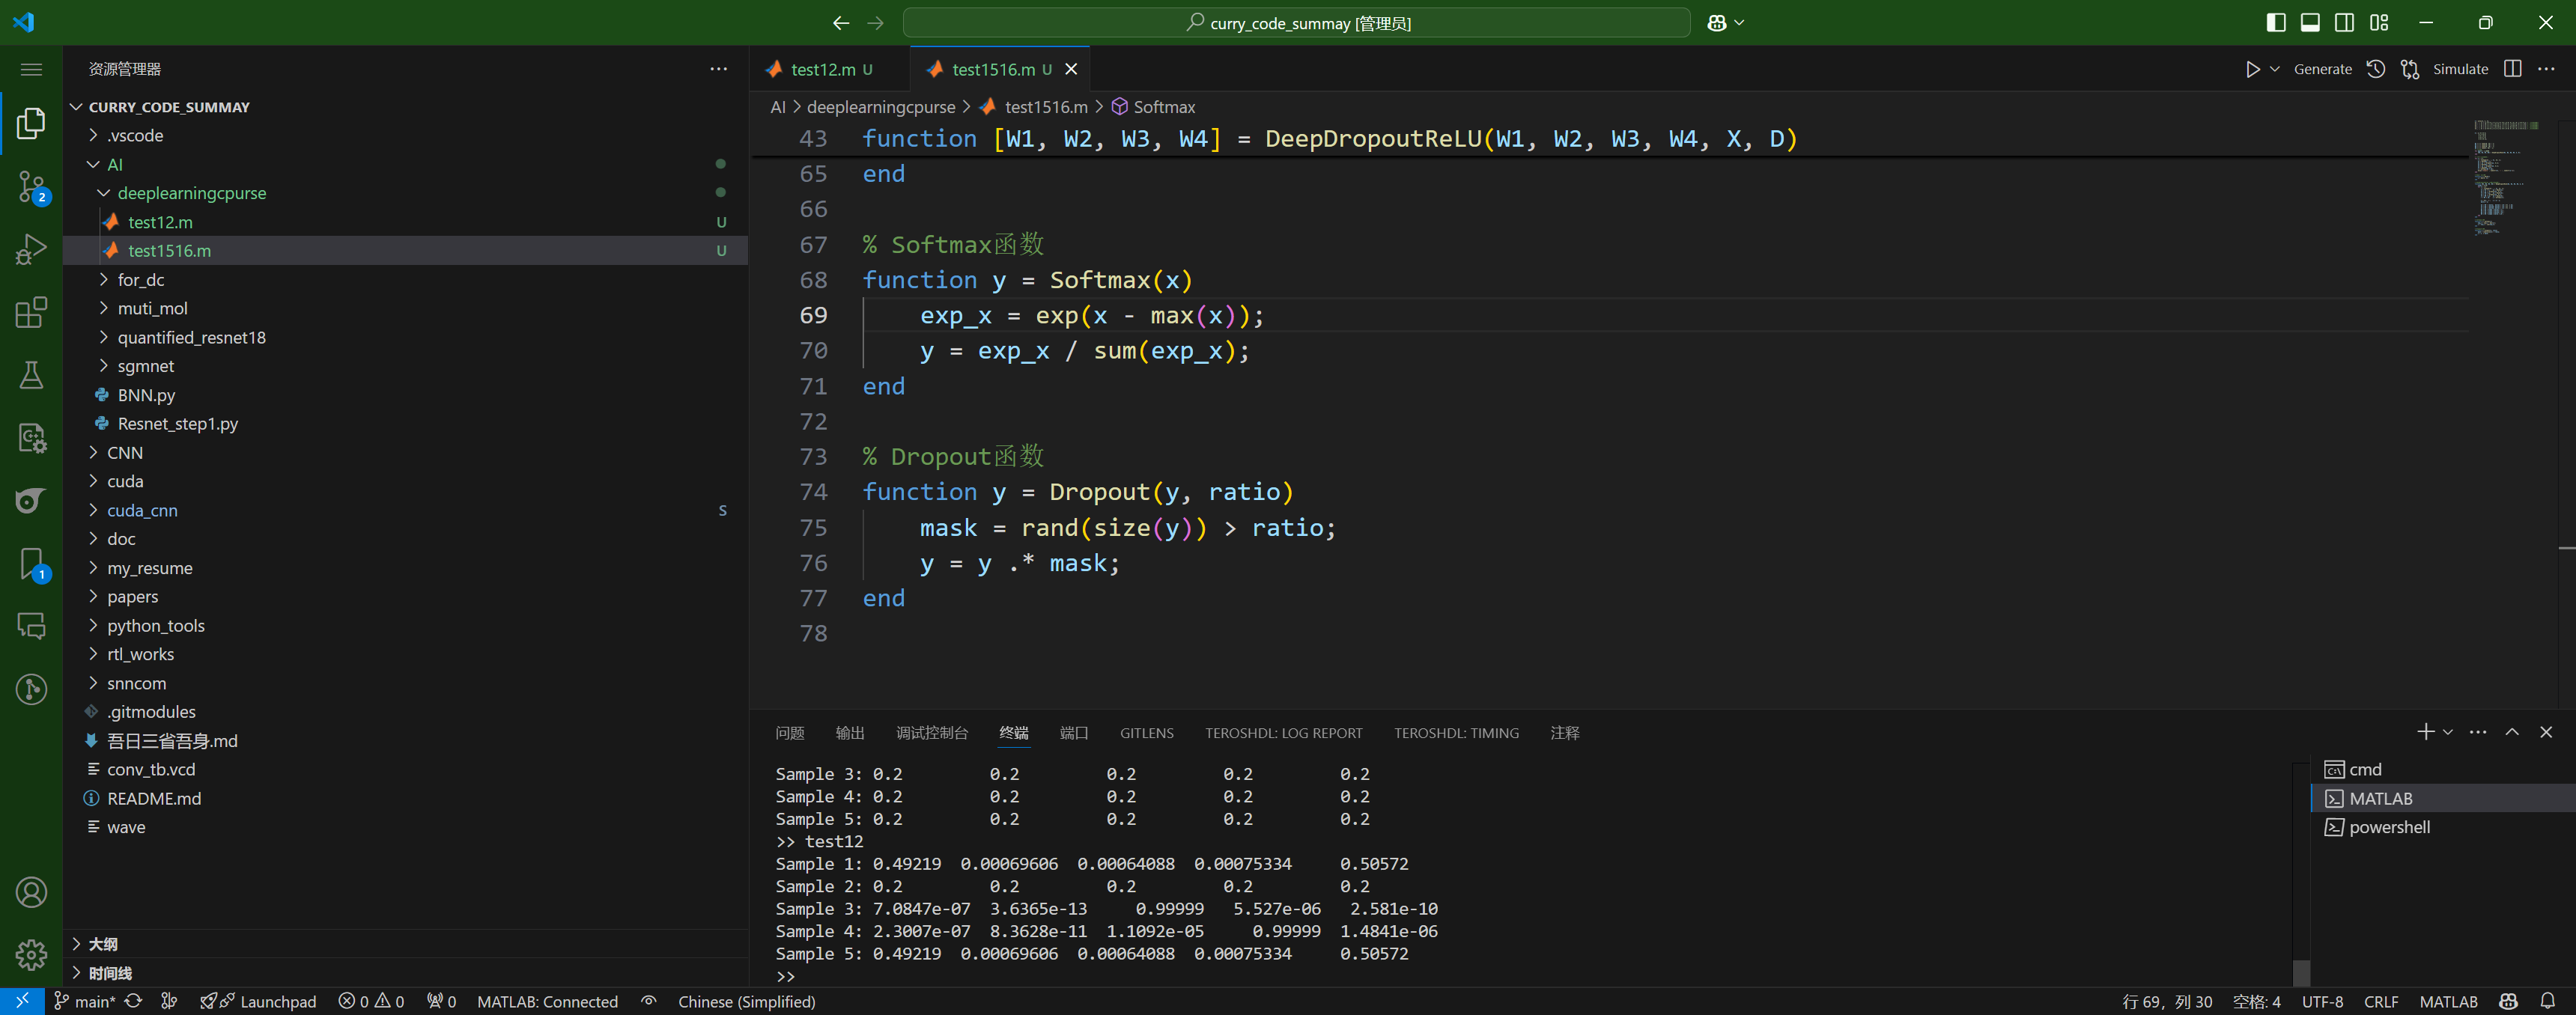 curry_code_summay [管理员]
资源管理器
CURRY_CODE_SUMMAY
.vscode
AI
deeplearningcpurse
test12.m U
test1516.m U
for_dc
muti_mol
quantified_resnet18
sgmnet
BNN.py
Resnet_step1.py
CNN
cuda
cuda_cnn S
doc
my_resume
papers
python_tools
rtl_works
snncom
.gitmodules
吾日三省吾身.md
conv_tb.vcd
README.md
wave
大纲
时间线
2
1
test12.m U
test1516.m U
Generate
Simulate
AI > deeplearningcpurse > test1516.m > Softmax
43 function [W1, W2, W3, W4] = DeepDropoutReLU(W1, W2, W3, W4, X, D)
65 end
66
67 % Softmax函数
68 function y = Softmax(x)
69 exp_x = exp(x - max(x));
70 y = exp_x / sum(exp_x);
71 end
72
73 % Dropout函数
74 function y = Dropout(y, ratio)
75 mask = rand(size(y)) > ratio;
76 y = y .* mask;
77 end
78
问题 输出 调试控制台 终端 端口 GITLENS TEROSHDL: LOG REPORT TEROSHDL: TIMING 注释
Sample 3: 0.2 0.2 0.2 0.2 0.2
Sample 4: 0.2 0.2 0.2 0.2 0.2
Sample 5: 0.2 0.2 0.2 0.2 0.2
>> test12
Sample 1: 0.49219 0.00069606 0.00064088 0.00075334 0.50572
Sample 2: 0.2 0.2 0.2 0.2 0.2
Sample 3: 7.0847e-07 3.6365e-13 0.99999 5.527e-06 2.581e-10
Sample 4: 2.3007e-07 8.3628e-11 1.1092e-05 0.99999 1.4841e-06
Sample 5: 0.49219 0.00069606 0.00064088 0.00075334 0.50572
>>
cmd
MATLAB
powershell
main* Launchpad 0 0 0 MATLAB: Connected Chinese (Simplified) 行 69，列 30 空格: 4 UTF-8 CRLF MATLAB